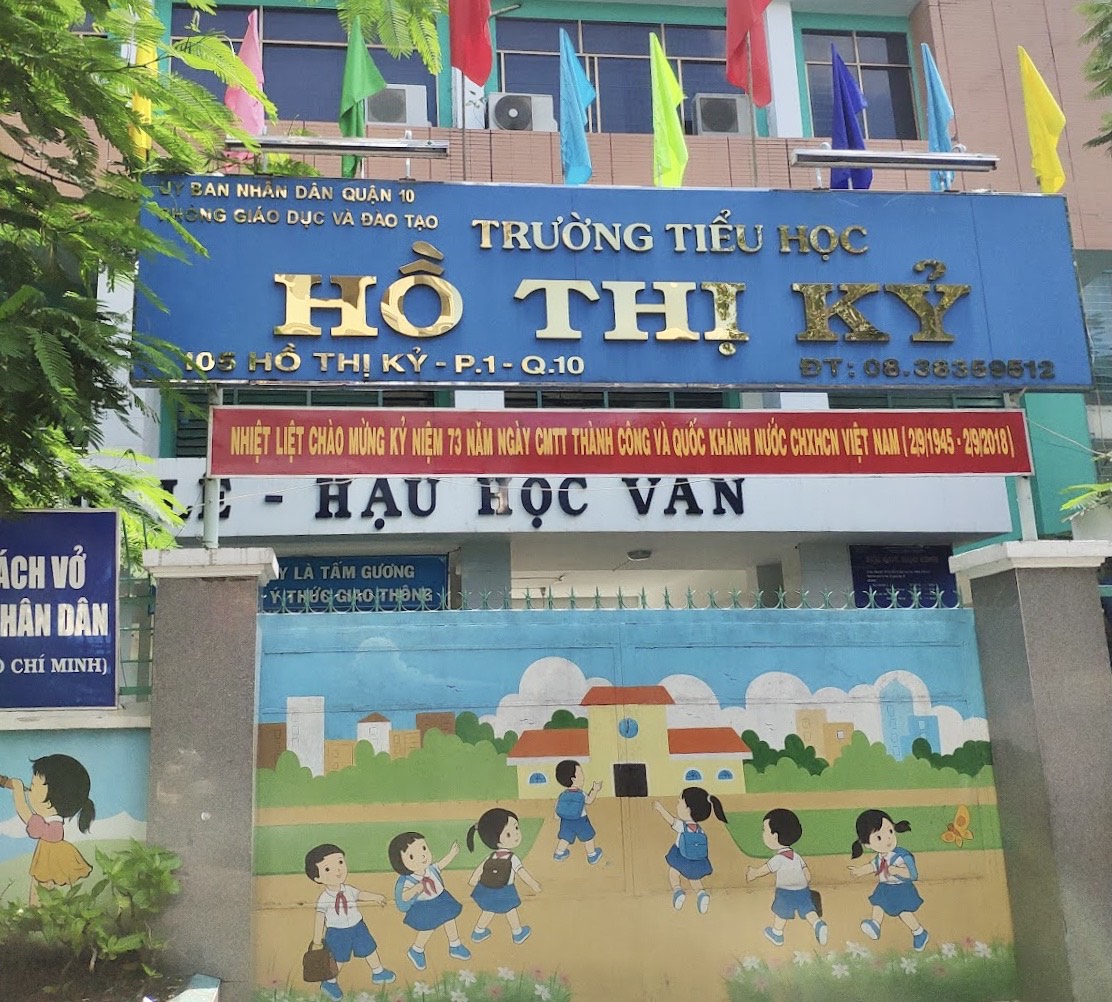 ỦY BAN NHÂN DÂN QUẬN 10
PHÒNG GIÁO DỤC VÀ ĐÀO TẠO
TRƯỜNG TIỂU HỌC
HỒ THỊ KỶ
105 HỒ THỊ KỶ - P.1 - Q.10
ĐT: 08.38359512
NHIỆT LIỆT CHÀO MỪNG KỶ NIỆM 73 NĂM NGÀY CMTT THÀNH CÔNG VÀ QUỐC KHÁNH NƯỚC CHXHCN VIỆT NAM ( 2/9/1945 - 2/9/2018)
LỄ - HẬU HỌC VĂN
ÁCH VỞ
HÂN DÂN
CHÍ MINH)
Y LÀ TẤM GƯƠNG
Ý THỨC GIAO THÔNG